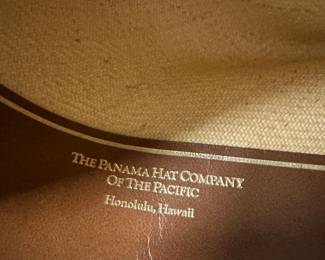 THE PANAMA HAT COMPANY
OF THE PACIFIC
Honolulu, Hawaii